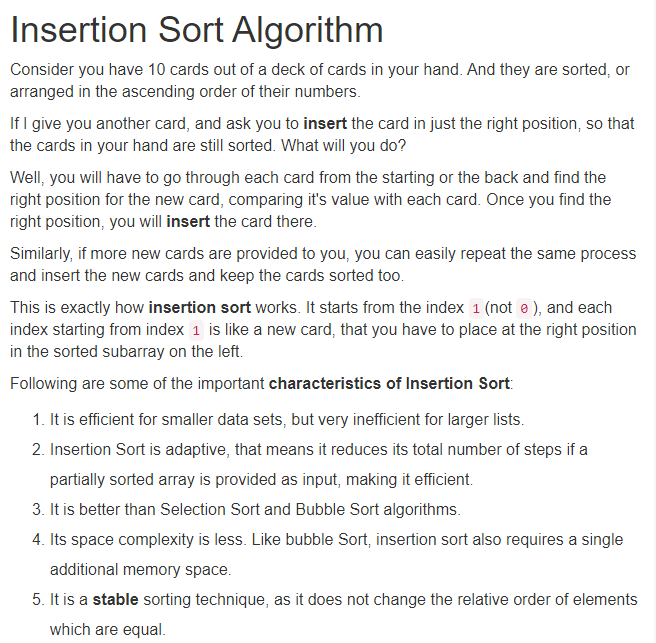 Insertion Sort Algorithm
Consider you have 10 cards out of a deck of cards in your hand. And they are sorted, or
arranged in the ascending order of their numbers.
If I give you another card, and ask you to insert the card in just the right position, so that
the cards in your hand are still sorted. What will you do?
Well, you will have to go through each card from the starting or the back and find the
right position for the new card, comparing it's value with each card. Once you find the
right position, you will insert the card there.
Similarly, if more new cards are provided to you, you can easily repeat the same process
and insert the new cards and keep the cards sorted too.
This is exactly how insertion sort works. It starts from the index 1 (not 0 ), and each
index starting from index 1 is like a new card, that you have to place at the right position
in the sorted subarray on the left.
Following are some of the important characteristics of Insertion Sort:
1. It is efficient for smaller data sets, but very inefficient for larger lists.
2. Insertion Sort is adaptive, that means it reduces its total number of steps if a
partially sorted array is provided as input, making it efficient.
3. It is better than Selection Sort and Bubble Sort algorithms.
4. Its space complexity is less. Like bubble Sort, insertion sort also requires a single
additional memory space.
5. It is a stable sorting technique, as it does not change the relative order of elements
which are equal.